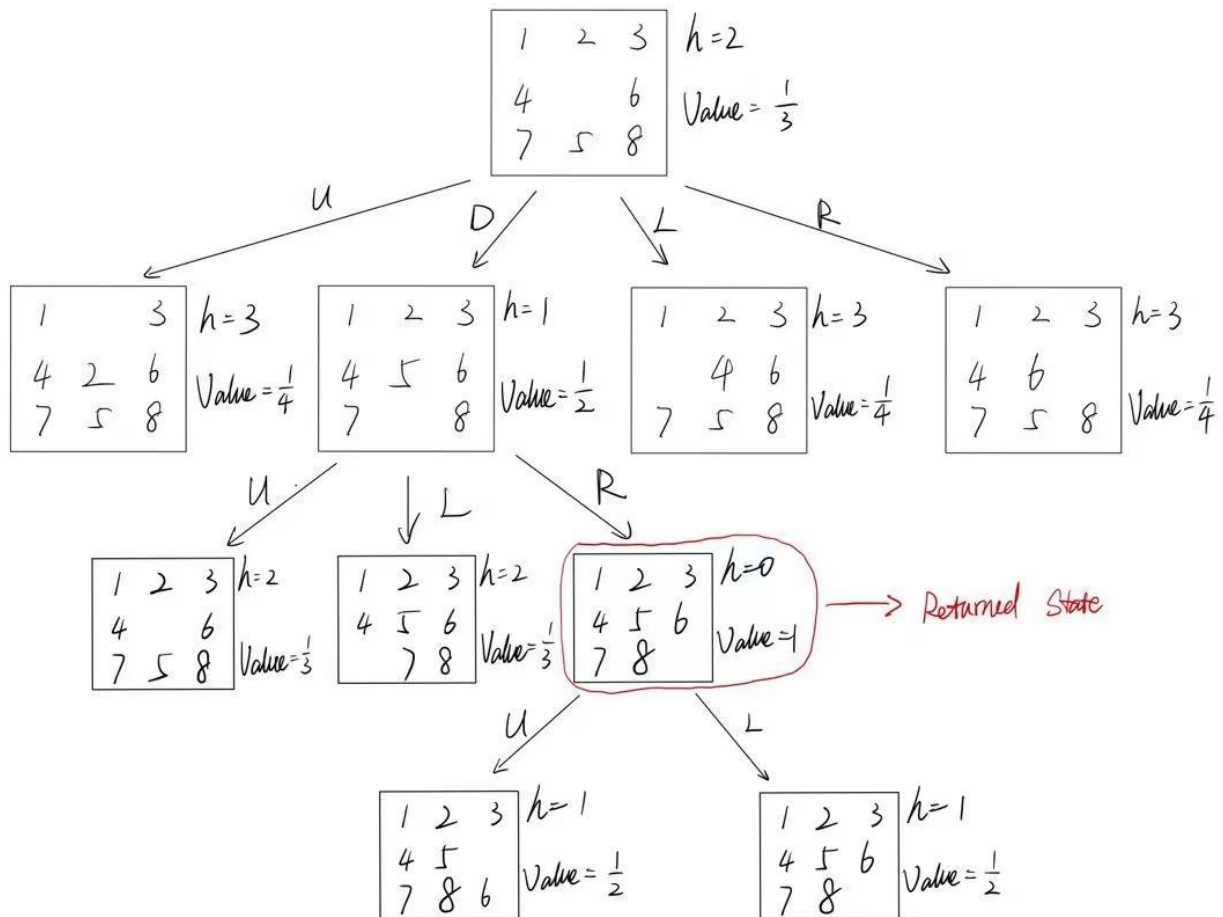 1 2 3 h=2
4 6 Value = 1/3
7 5 8
U D L R
1 3 h=3
4 2 6 Value = 1/4
7 5 8
1 2 3 h=1
4 5 6 Value = 1/2
7 8
1 2 3 h=3
4 6 Value = 1/4
7 5 8
1 2 3 h=3
4 6 Value = 1/4
7 5 8
U L R
1 2 3 h=2
4 6 Value = 1/3
7 5 8
1 2 3 h=2
4 5 6 Value = 1/3
7 8
1 2 3 h=0
4 5 6 Value = 1
7 8
Returned State
U L
1 2 3 h=1
4 5 Value = 1/2
7 8 6
1 2 3 h=1
4 5 6 Value = 1/2
7 8